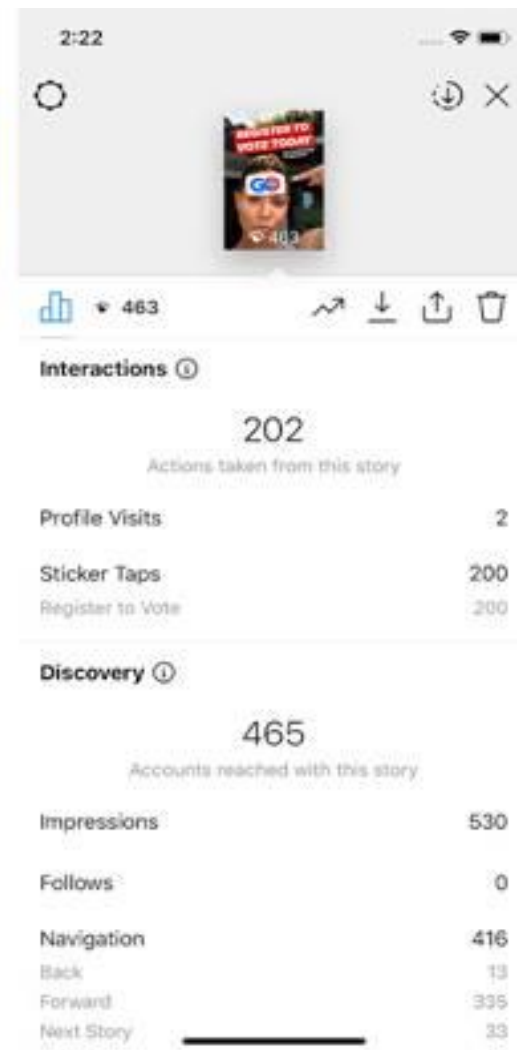 2:22
REGISTER TO
VOTE TODAY
GO
463
463
Interactions
202
Actions taken from this story
Profile Visits 2
Sticker Taps 200
Register to Vote 200
Discovery
465
Accounts reached with this story
Impressions 530
Follows 0
Navigation 416
Back 13
Forward 335
Next Story 33